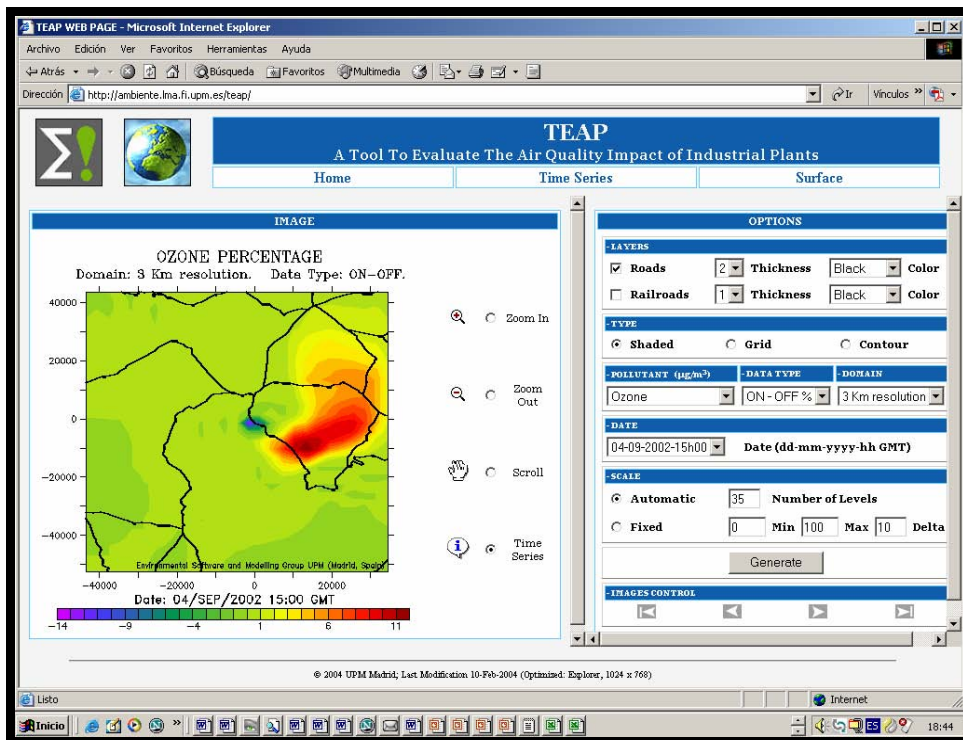 TEAP WEB PAGE - Microsoft Internet Explorer
Archivo Edición Ver Favoritos Herramientas Ayuda
Atrás Búsqueda Favoritos Multimedia
Dirección http://ambiente.lma.fi.upm.es/teap/ Ir Vínculos »
TEAP
A Tool To Evaluate The Air Quality Impact of Industrial Plants
Home Time Series Surface
IMAGE
OZONE PERCENTAGE
Domain: 3 Km resolution. Data Type: ON-OFF.
40000
20000
0
-20000
-40000
Environmental Software and Modelling Group UPM (Madrid, Spain)
-40000 -20000 0 20000
Date: 04/SEP/2002 15:00 GMT
-14 -9 -4 1 6 11
Zoom In
Zoom
Out
Scroll
Time
Series
OPTIONS
-LAYERS
Roads 2 Thickness Black Color
Railroads 1 Thickness Black Color
-TYPE
Shaded Grid Contour
-POLLUTANT (µg/m³) -DATA TYPE -DOMAIN
Ozone ON - OFF % 3 Km resolution
-DATE
04-09-2002-15h00 Date (dd-mm-yyyy-hh GMT)
-SCALE
Automatic 35 Number of Levels
Fixed 0 Min 100 Max 10 Delta
Generate
-IMAGES CONTROL
© 2004 UPM Madrid; Last Modification 10-Feb-2004 (Optimized: Explorer, 1024 x 768)
Listo Internet
Inicio » ES 18:44